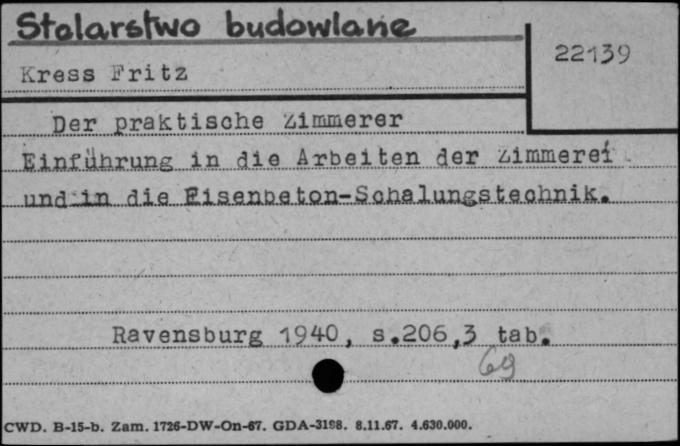 Stolarstwo budowlane
22139
Kress Fritz
Der praktische Zimmerer
Einführung in die Arbeiten der Zimmerei
und in die Eisenbeton-Schalungstechnik.
Ravensburg 1940, s.206,3 tab.
69
CWD. B-15-b. Zam. 1726-DW-On-67. GDA-3198. 8.11.67. 4.630.000.